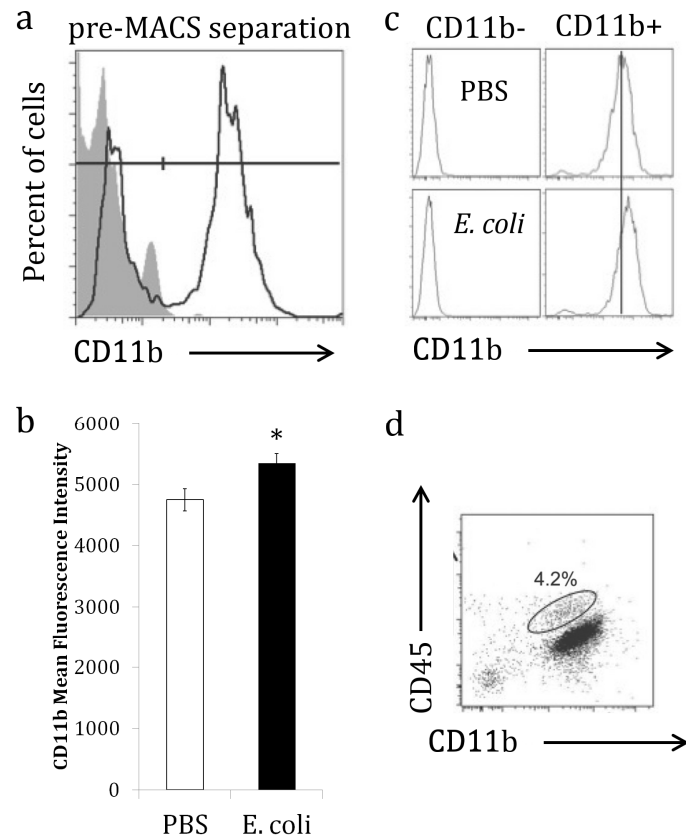 a
pre-MACS separation
Percent of cells
CD11b
c
CD11b-
CD11b+
PBS
E. coli
CD11b
b
CD11b Mean Fluorescence Intensity
6000
5000
4000
3000
2000
1000
0
*
PBS
E. coli
d
4.2%
CD45
CD11b